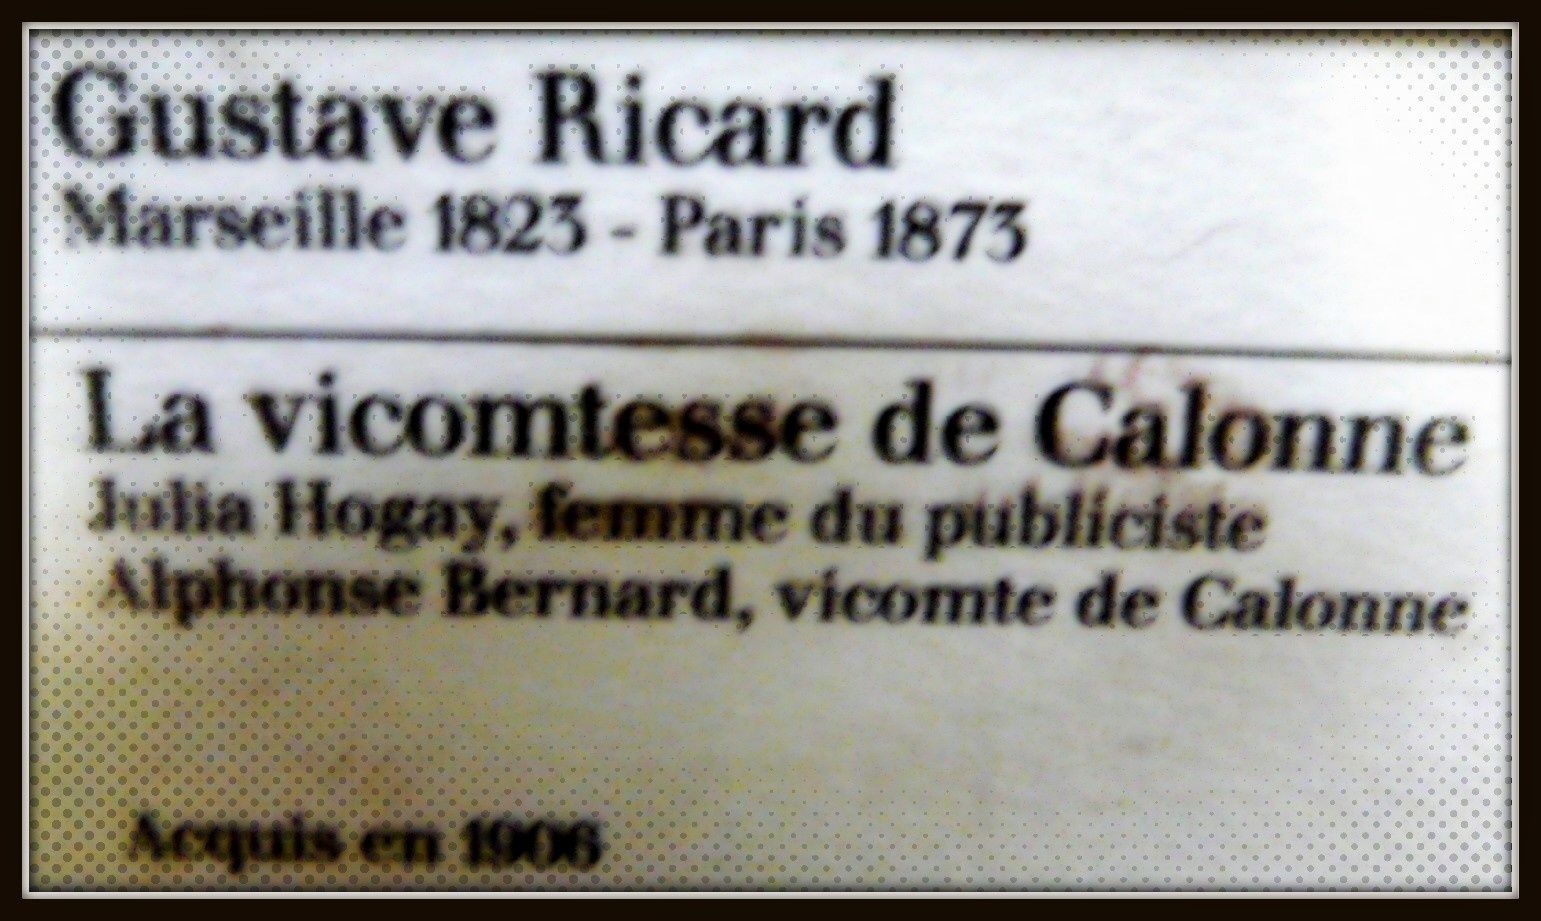 Gustave Ricard
Marseille 1823 - Paris 1873
La vicomtesse de Calonne
Julia Hogay, femme du publiciste
Alphonse Bernard, vicomte de Calonne
Acquis en 1906